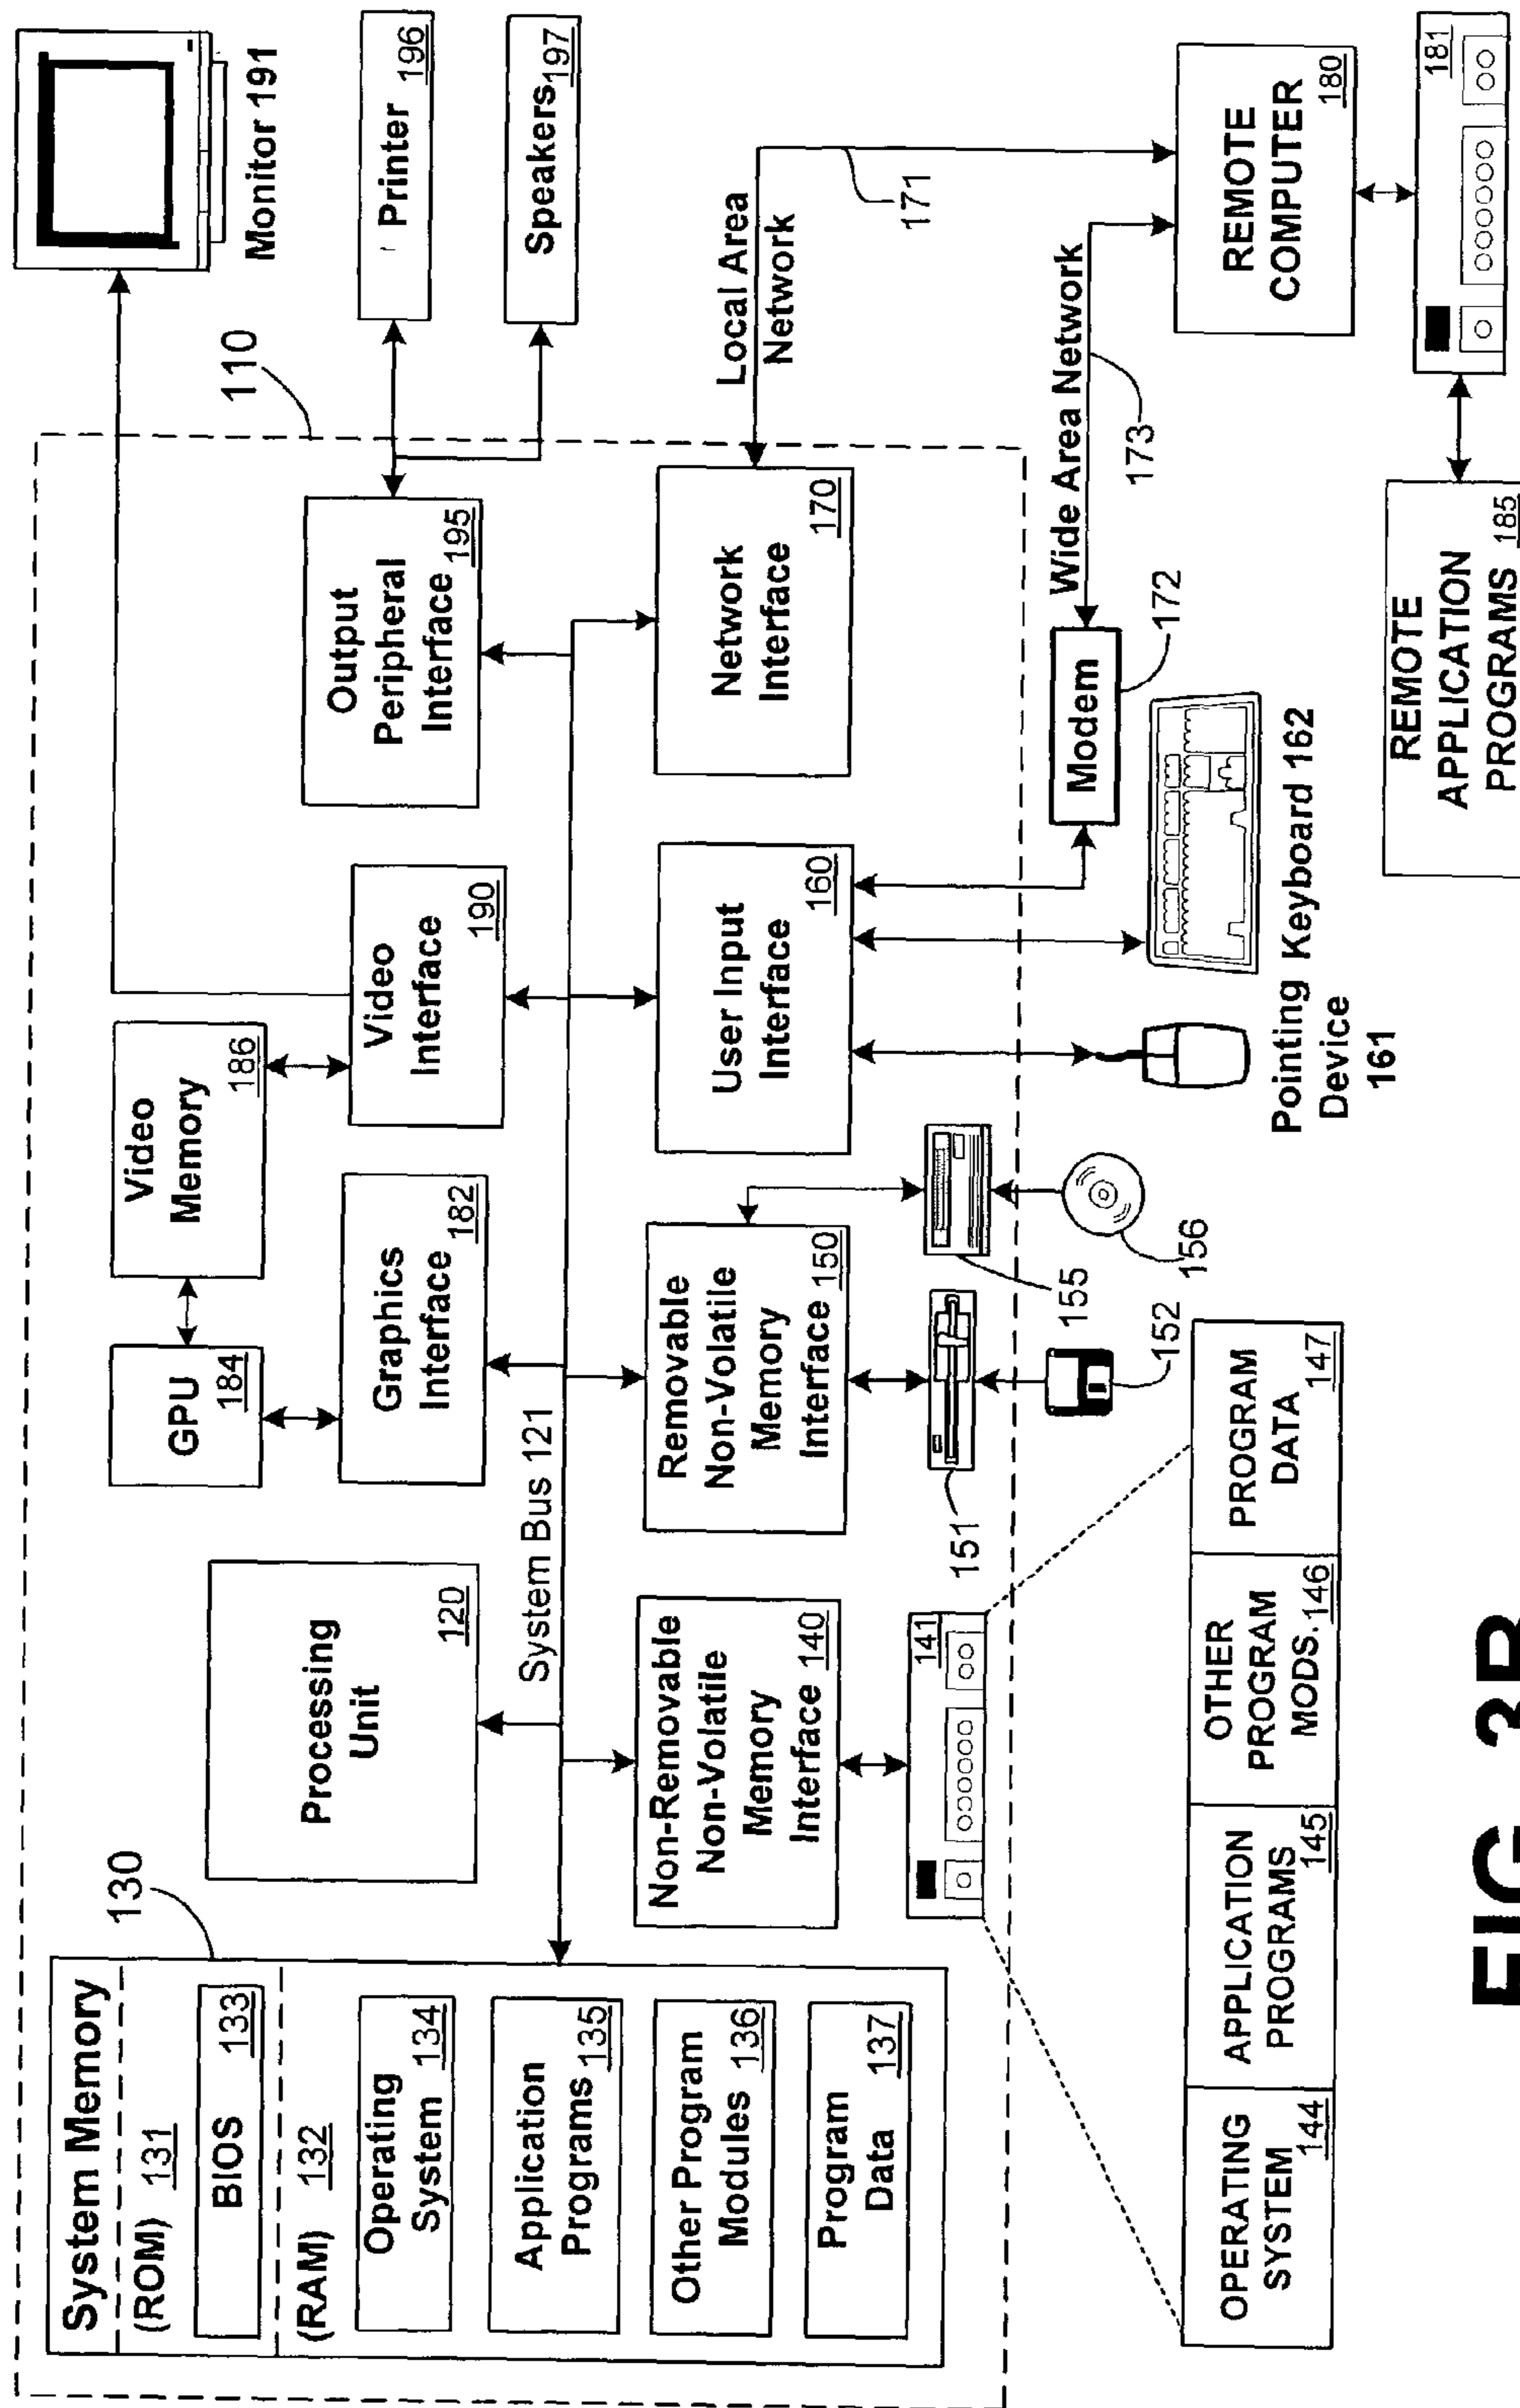 110
System Memory
(ROM) 131
BIOS 133
(RAM) 132
Operating
System 134
Application
Programs 135
Other Program
Modules 136
Program
Data 137
130
Processing
Unit
120
System Bus 121
GPU
184
Video
Memory
186
Graphics
Interface
182
Video
Interface
190
Output
Peripheral
Interface 195
Monitor 191
Printer 196
Speakers 197
Non-Removable
Non-Volatile
Memory
Interface 140
Removable
Non-Volatile
Memory
Interface 150
User Input
Interface
160
Network
Interface
170
Local Area
Network
171
141
151
152
155
156
Modem
172
Wide Area Network
173
Pointing
Device
161
Keyboard 162
REMOTE
COMPUTER
180
181
OPERATING
SYSTEM 144
APPLICATION
PROGRAMS 145
OTHER
PROGRAM
MODS. 146
PROGRAM
DATA 147
REMOTE
APPLICATION
PROGRAMS 185
FIG. 3B